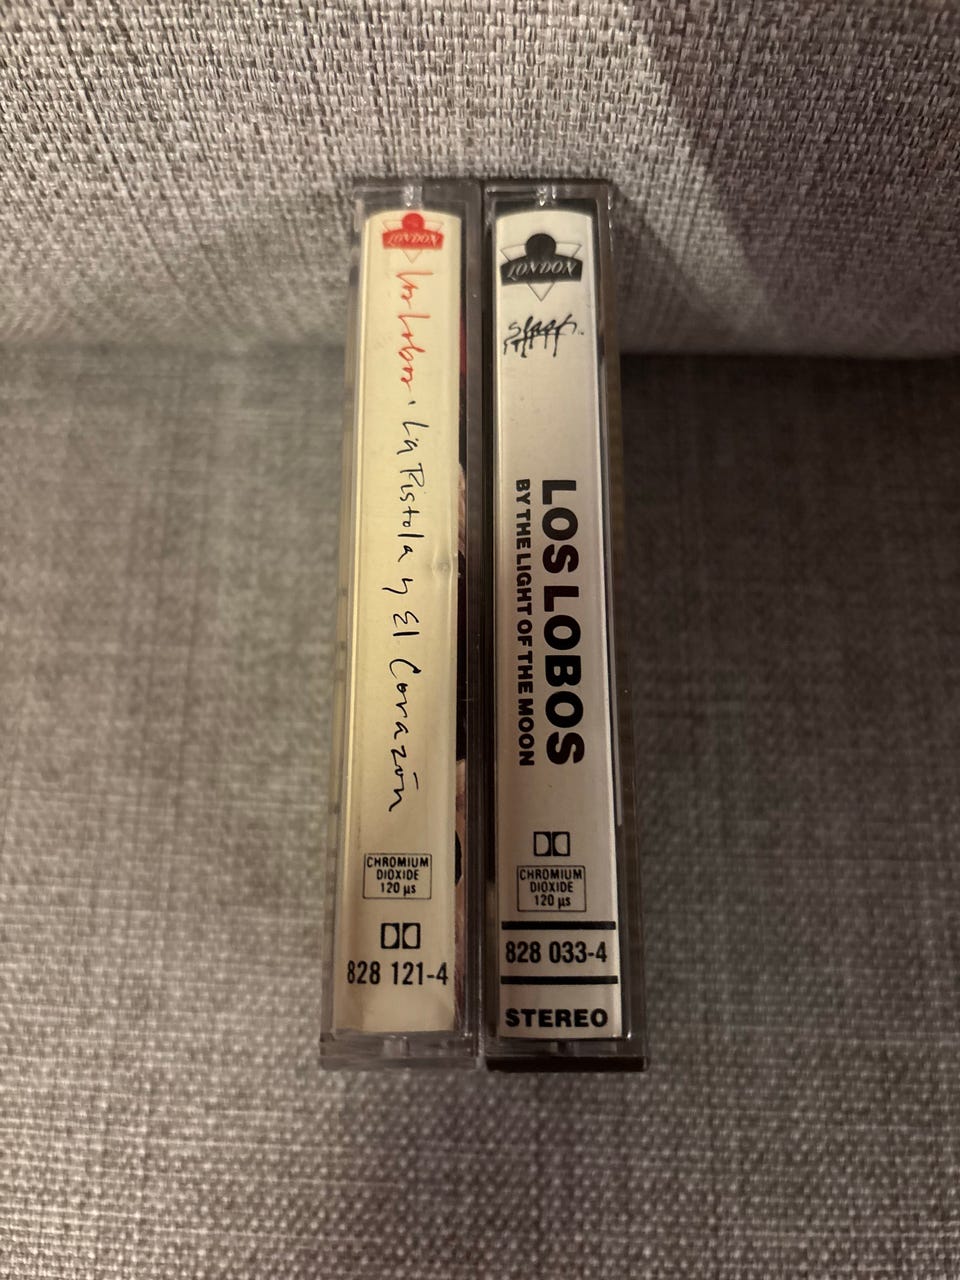 LONDON
Los Lobos' La Pistola y El Corazón
CHROMIUM
DIOXIDE
120 µs
828 121-4
LONDON
slash
LOS LOBOS
BY THE LIGHT OF THE MOON
CHROMIUM
DIOXIDE
120 µs
828 033-4
STEREO